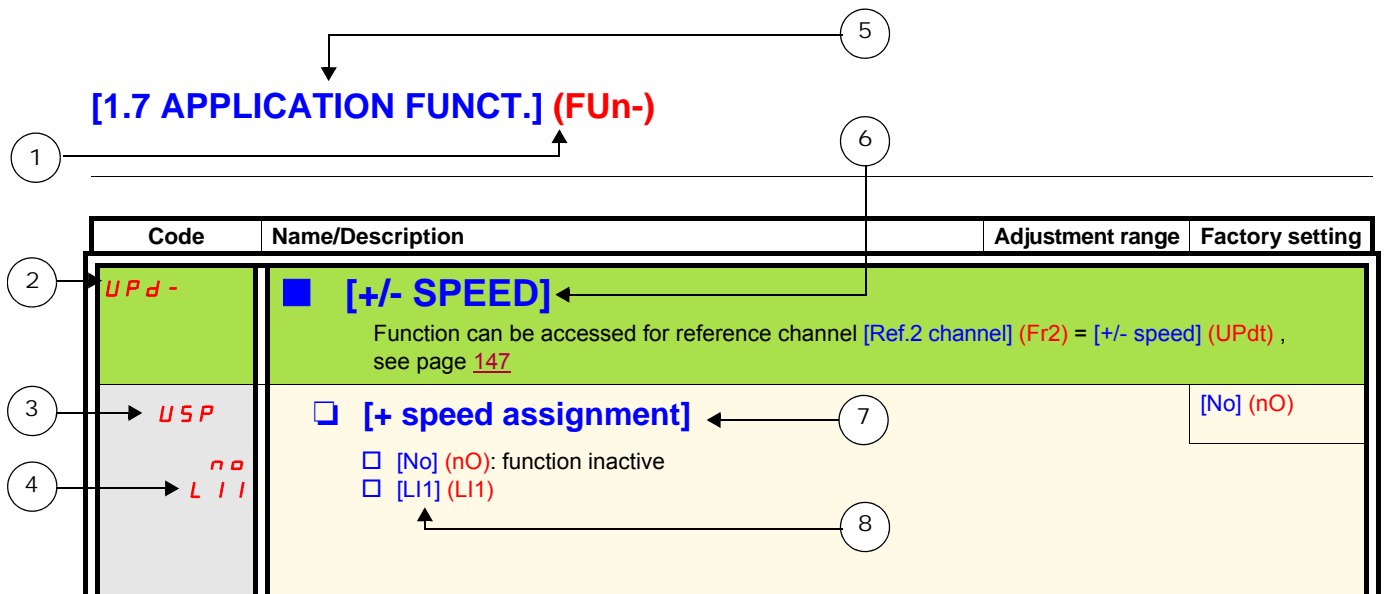 5
[1.7 APPLICATION FUNCT.] (FUn-)
6
1
Code Name/Description Adjustment range Factory setting
2
UPd- ■ [+/- SPEED]
Function can be accessed for reference channel [Ref.2 channel] (Fr2) = [+/- speed] (UPdt) ,
see page 147
3
USP ❏ [+ speed assignment] 7 [No] (nO)
no □ [No] (nO): function inactive
4
LI1 □ [LI1] (LI1)
8